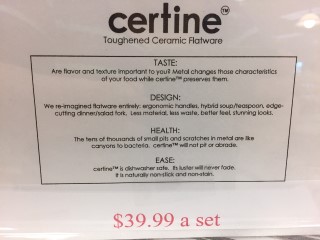 certine™
Toughened Ceramic Flatware
TASTE:
Are flavor and texture important to you? Metal changes those characteristics
of your food while certine™ preserves them.
DESIGN:
We re-imagined flatware entirely: ergonomic handles, hybrid soup/teaspoon, edge-
cutting dinner/salad fork. Less material, less waste, better feel, stunning looks.
HEALTH:
The tens of thousands of small pits and scratches in metal are like
canyons to bacteria. certine™ will not pit or abrade.
EASE:
certine™ is dishwasher safe. Its luster will never fade.
It is naturally non-stick and non-stain.
$39.99 a set